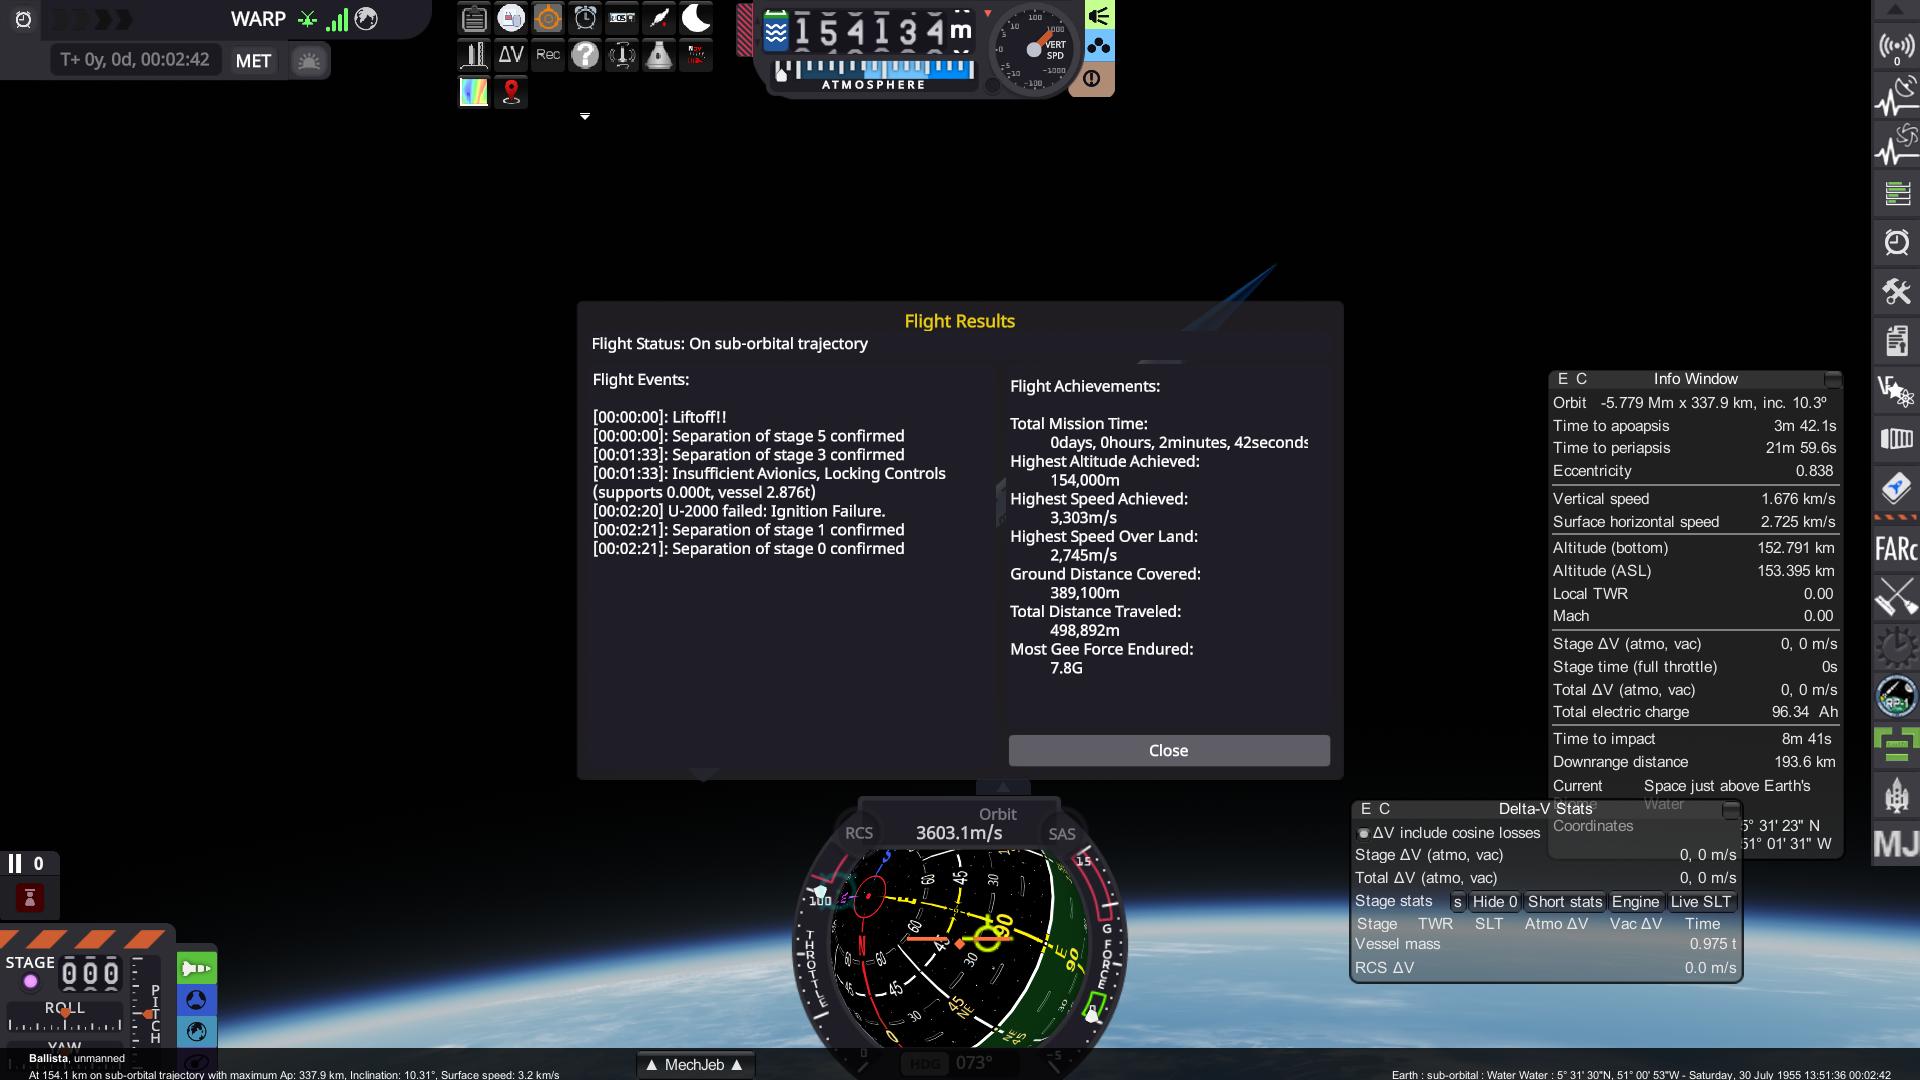 WARP
T+ 0y, 0d, 00:02:42
MET
ΔV
Rec
154134 m
ATMOSPHERE
VERT
SPD
0
Flight Results
Flight Status: On sub-orbital trajectory
Flight Events:
[00:00:00]: Liftoff!!
[00:00:00]: Separation of stage 5 confirmed
[00:01:33]: Separation of stage 3 confirmed
[00:01:33]: Insufficient Avionics, Locking Controls
(supports 0.000t, vessel 2.876t)
[00:02:20] U-2000 failed: Ignition Failure.
[00:02:21]: Separation of stage 1 confirmed
[00:02:21]: Separation of stage 0 confirmed
Flight Achievements:
Total Mission Time:
0days, 0hours, 2minutes, 42seconds
Highest Altitude Achieved:
154,000m
Highest Speed Achieved:
3,303m/s
Highest Speed Over Land:
2,745m/s
Ground Distance Covered:
389,100m
Total Distance Traveled:
498,892m
Most Gee Force Endured:
7.8G
Close
E C Info Window
Orbit -5.779 Mm x 337.9 km, inc. 10.3º
Time to apoapsis 3m 42.1s
Time to periapsis 21m 59.6s
Eccentricity 0.838
Vertical speed 1.676 km/s
Surface horizontal speed 2.725 km/s
Altitude (bottom) 152.791 km
Altitude (ASL) 153.395 km
Local TWR 0.00
Mach 0.00
Stage ΔV (atmo, vac) 0, 0 m/s
Stage time (full throttle) 0s
Total ΔV (atmo, vac) 0, 0 m/s
Total electric charge 96.34 Ah
Time to impact 8m 41s
Downrange distance 193.6 km
Current Space just above Earth's
Water
Coordinates 5° 31' 23" N
51° 01' 31" W
E C Delta-V Stats
ΔV include cosine losses
Stage ΔV (atmo, vac) 0, 0 m/s
Total ΔV (atmo, vac) 0, 0 m/s
Stage stats s Hide 0 Short stats Engine Live SLT
Stage TWR SLT Atmo ΔV Vac ΔV Time
Vessel mass 0.975 t
RCS ΔV 0.0 m/s
FARc
RP-1
MJ
Orbit
RCS 3603.1m/s SAS
THROTTLE
100
G FORCE
15
-5
0
N
NE
E
90
60
45
30
HDG 073°
0
STAGE 000
ROLL
PITCH
YAW
Ballista, unmanned
At 154.1 km on sub-orbital trajectory with maximum Ap: 337.9 km, Inclination: 10.31°, Surface speed: 3.2 km/s
▲ MechJeb ▲
Earth : sub-orbital : Water Water : 5° 31' 30"N, 51° 00' 53"W - Saturday, 30 July 1955 13:51:36 00:02:42